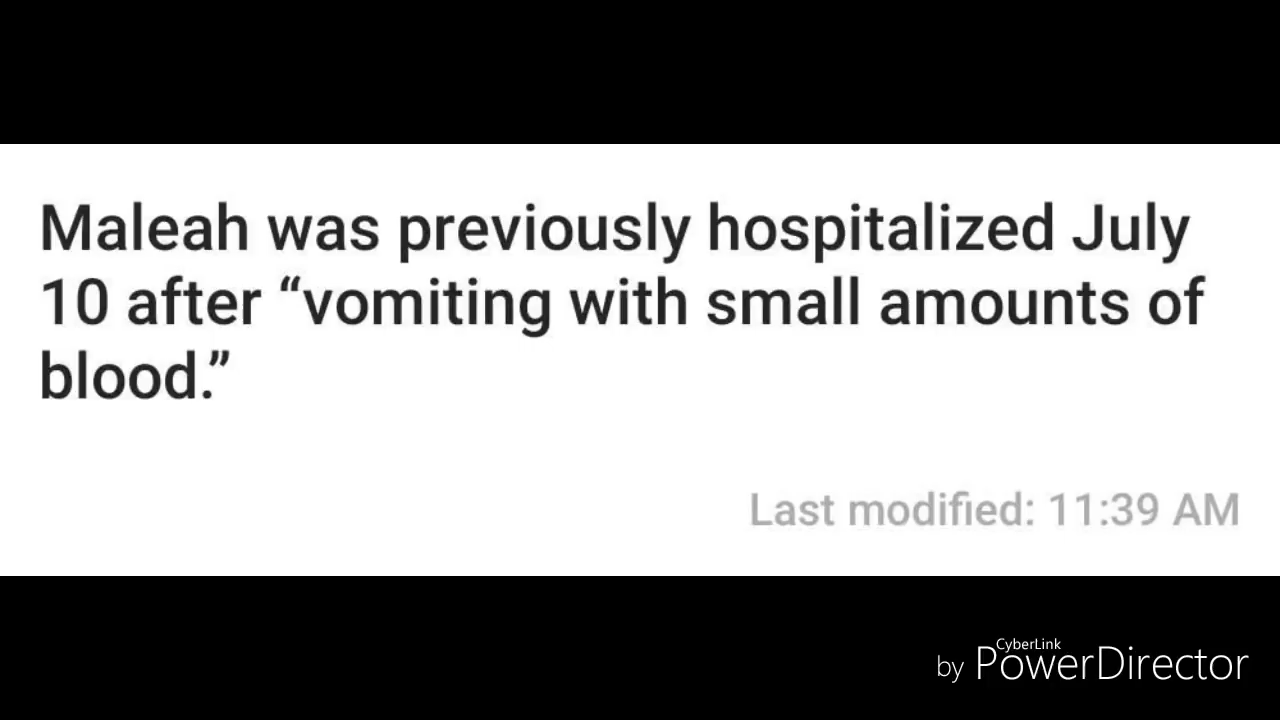 Maleah was previously hospitalized July
10 after “vomiting with small amounts of
blood.”
Last modified: 11:39 AM
CyberLink
by PowerDirector